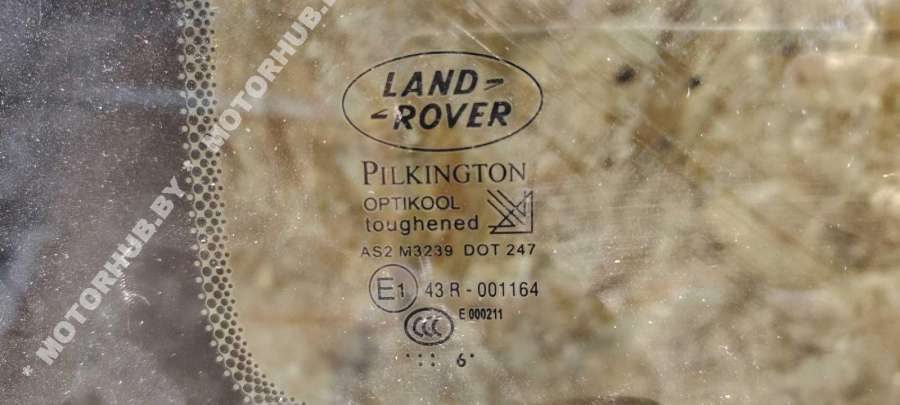 LAND-
-ROVER
PILKINGTON
OPTIKOOL
toughened
AS2 M3239 DOT 247
E1 43 R - 001164
E 000211
CCC
... 6.
* MOTORHUB.BY * MOTORHUB.BY